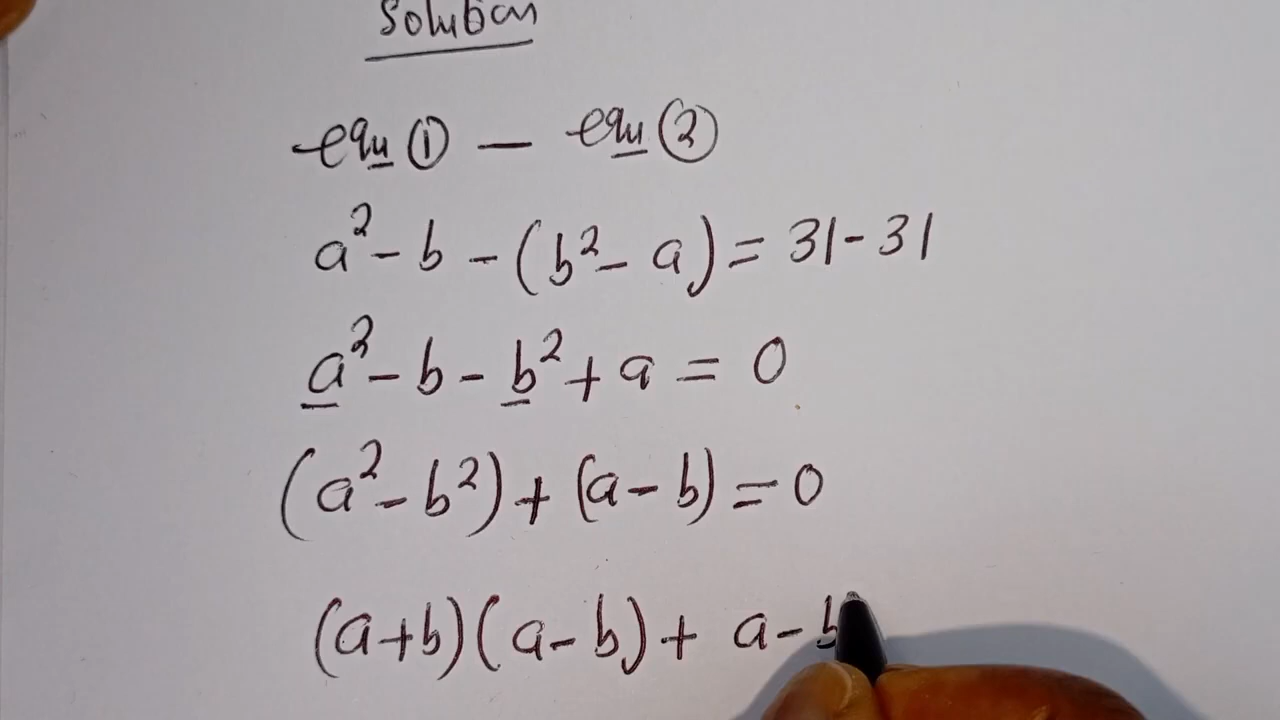 Solution
equ ① — equ ②
a² - b - (b² - a) = 31 - 31
a² - b - b² + a = 0
(a² - b²) + (a - b) = 0
(a+b)(a - b) + a - b